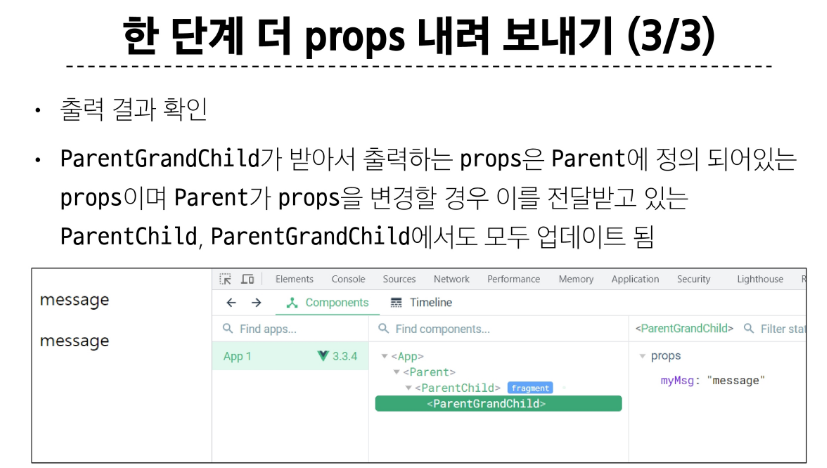 한 단계 더 props 내려 보내기 (3/3)
• 출력 결과 확인
• ParentGrandChild가 받아서 출력하는 props은 Parent에 정의 되어있는
props이며 Parent가 props을 변경할 경우 이를 전달받고 있는
ParentChild, ParentGrandChild에서도 모두 업데이트 됨
message
message
Elements Console Sources Network Performance Memory Application Security Lighthouse R
Components Timeline
Find apps...
App 1 3.3.4
Find components...
<App>
<Parent>
<ParentChild> fragment
<ParentGrandChild>
<ParentGrandChild> Filter stat
props
myMsg: "message"